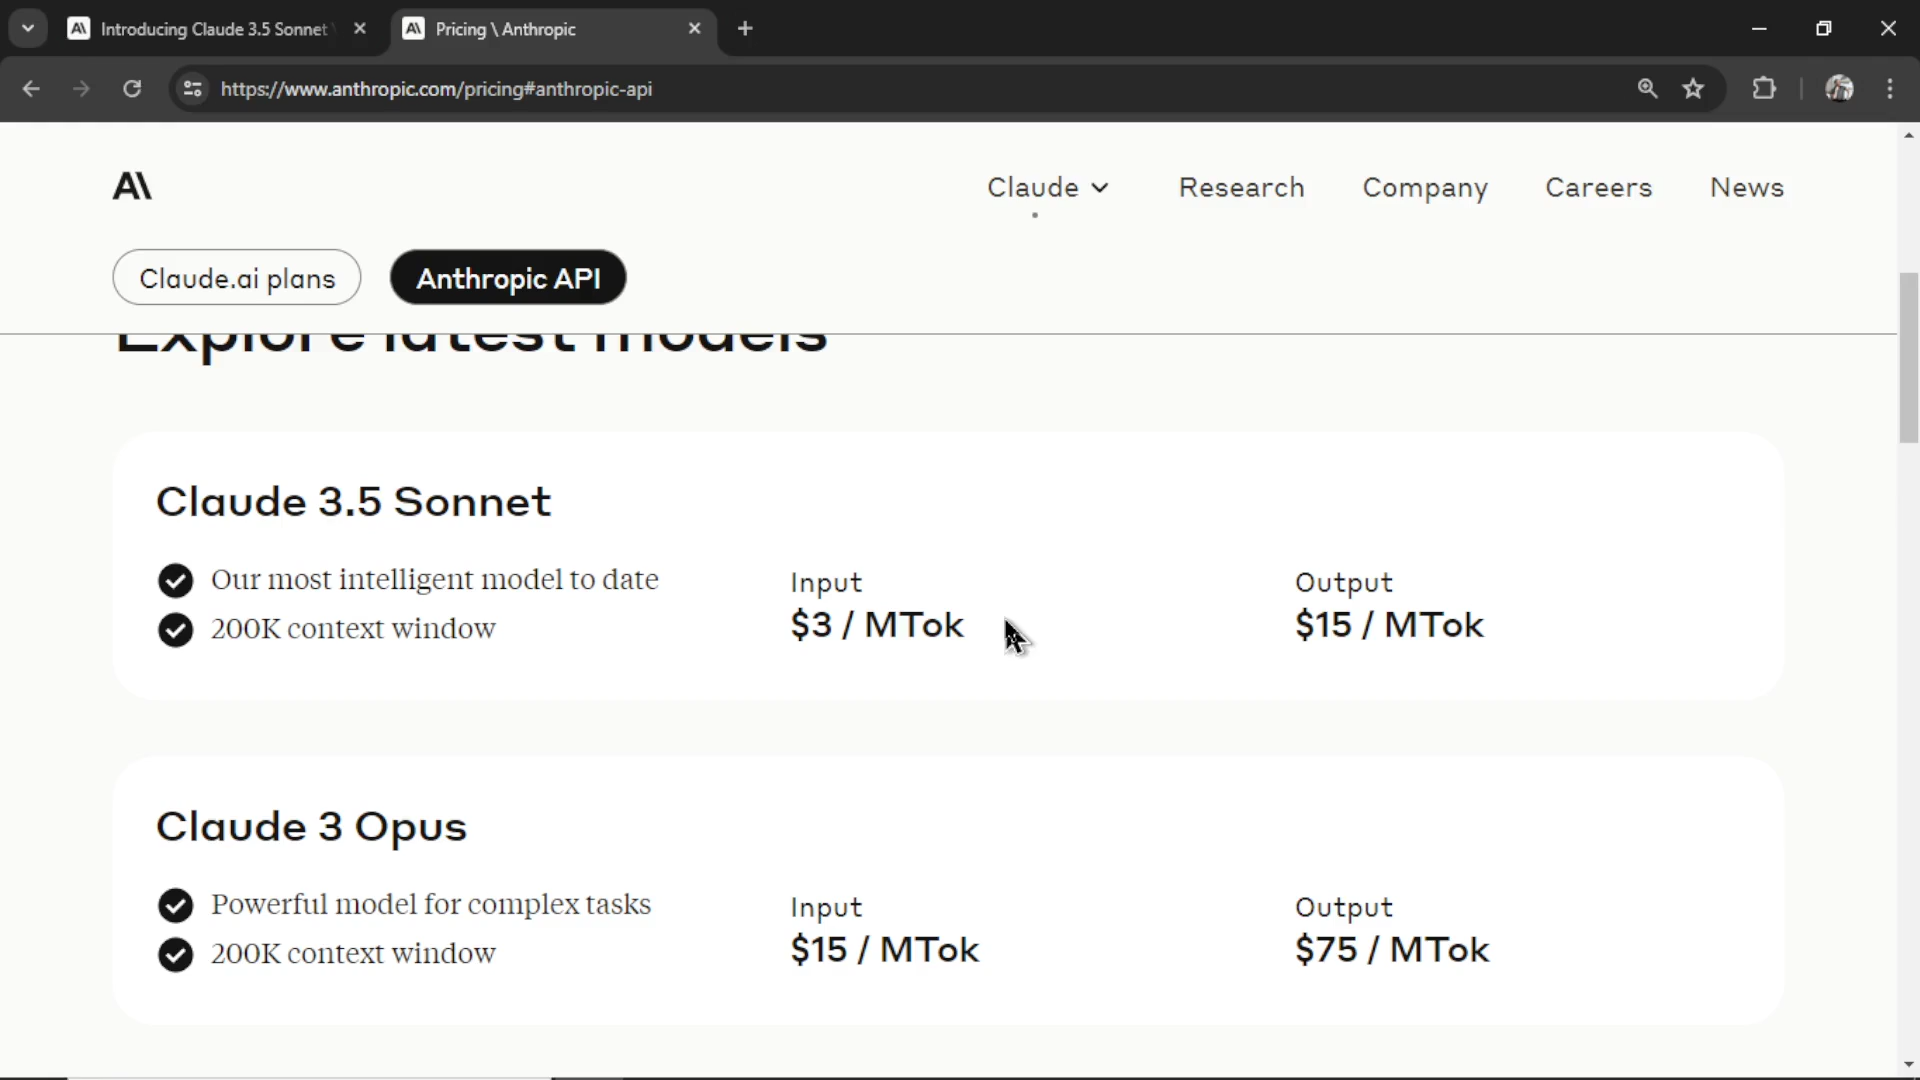 Introducing Claude 3.5 Sonnet \
Pricing \ Anthropic
https://www.anthropic.com/pricing#anthropic-api
A\
Claude
Research
Company
Careers
News
Claude.ai plans
Anthropic API
Explore latest models
Claude 3.5 Sonnet
Our most intelligent model to date
200K context window
Input
$3 / MTok
Output
$15 / MTok
Claude 3 Opus
Powerful model for complex tasks
200K context window
Input
$15 / MTok
Output
$75 / MTok